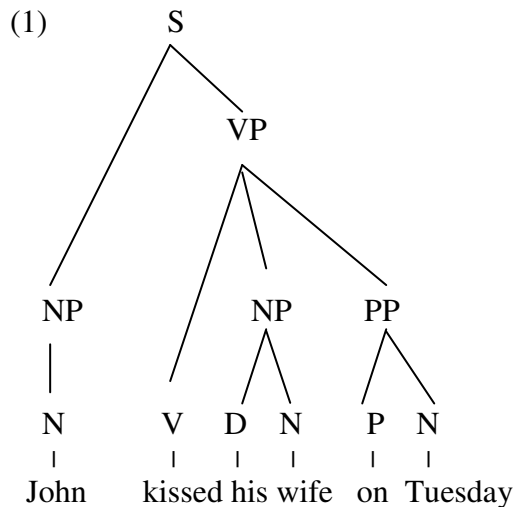 (1) S
VP
NP NP PP
N V D N P N
John kissed his wife on Tuesday